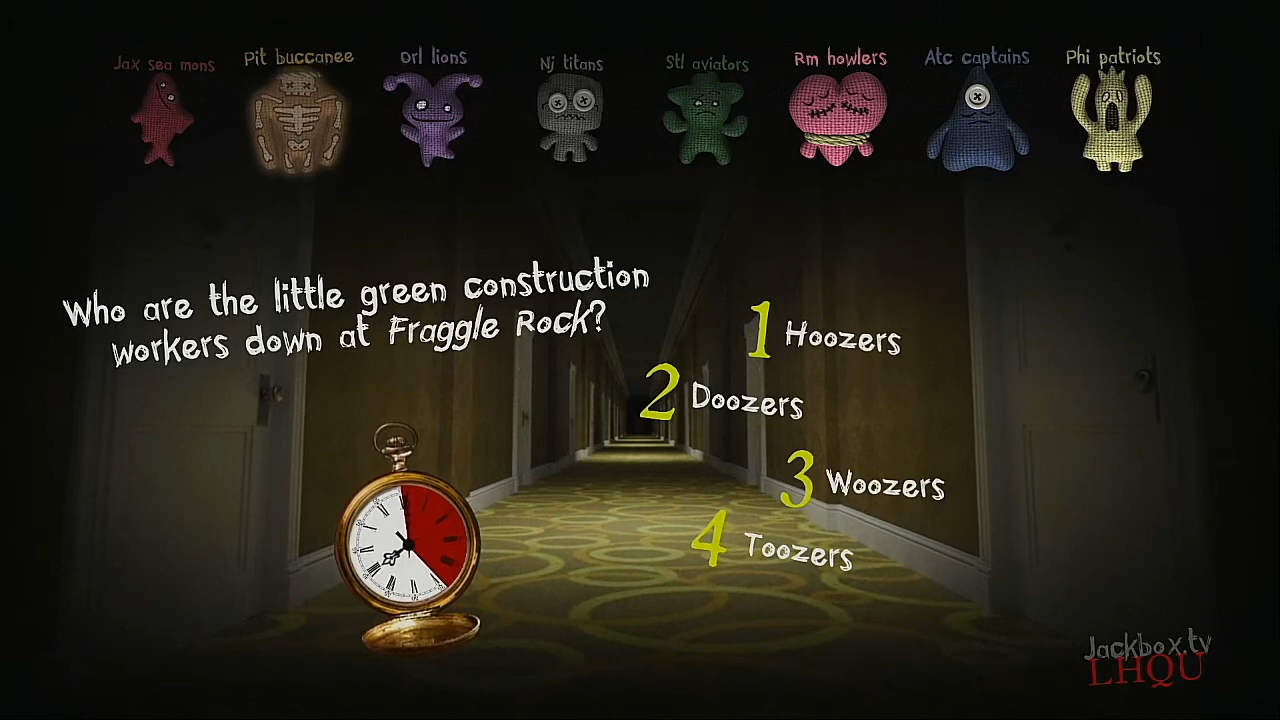 Jax sea mons
Pit buccanee
Orl lions
Nj titans
Stl aviators
Rm howlers
Atc captains
Phi patriots
Who are the little green construction
workers down at Fraggle Rock?
1 Hoozers
2 Doozers
3 Woozers
4 Toozers
Jackbox.tv
LHQU